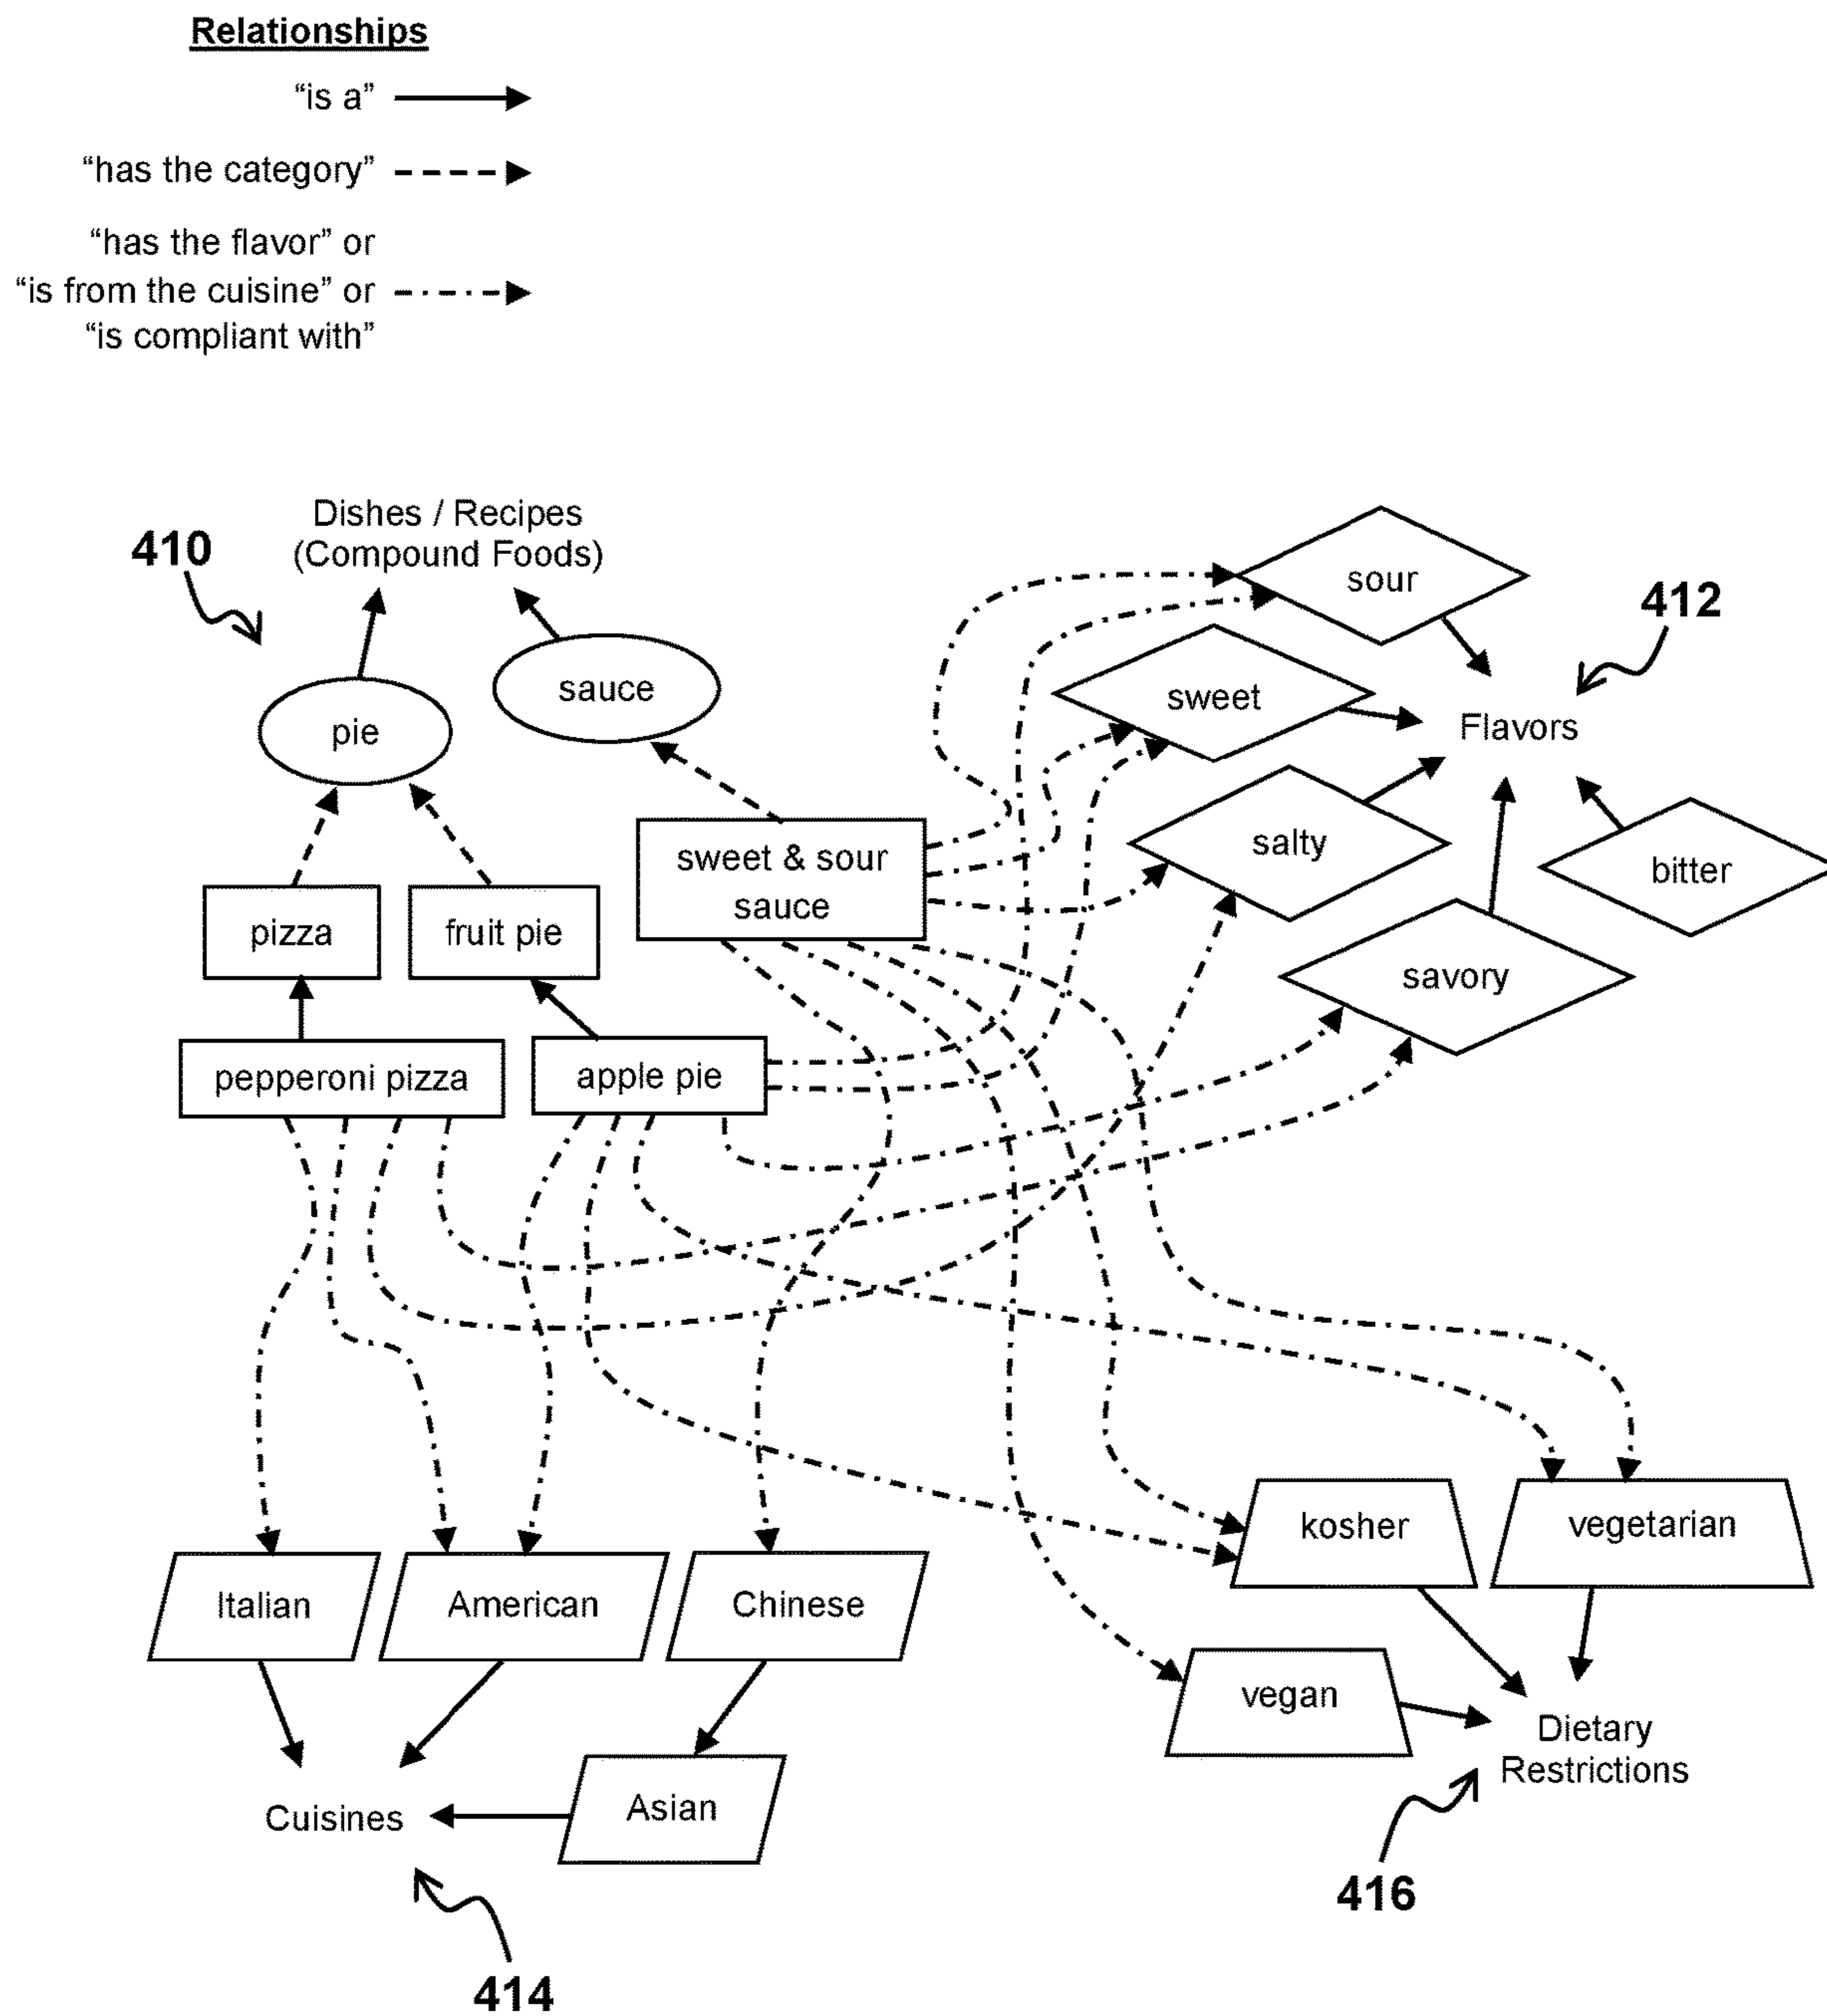 Relationships
“is a”
“has the category”
“has the flavor” or
“is from the cuisine” or
“is compliant with”
Dishes / Recipes
(Compound Foods)
410
sour
412
sauce
sweet
pie
Flavors
sweet & sour
sauce
salty
bitter
pizza
fruit pie
savory
pepperoni pizza
apple pie
kosher
vegetarian
Italian
American
Chinese
vegan
Dietary
Restrictions
Asian
Cuisines
416
414